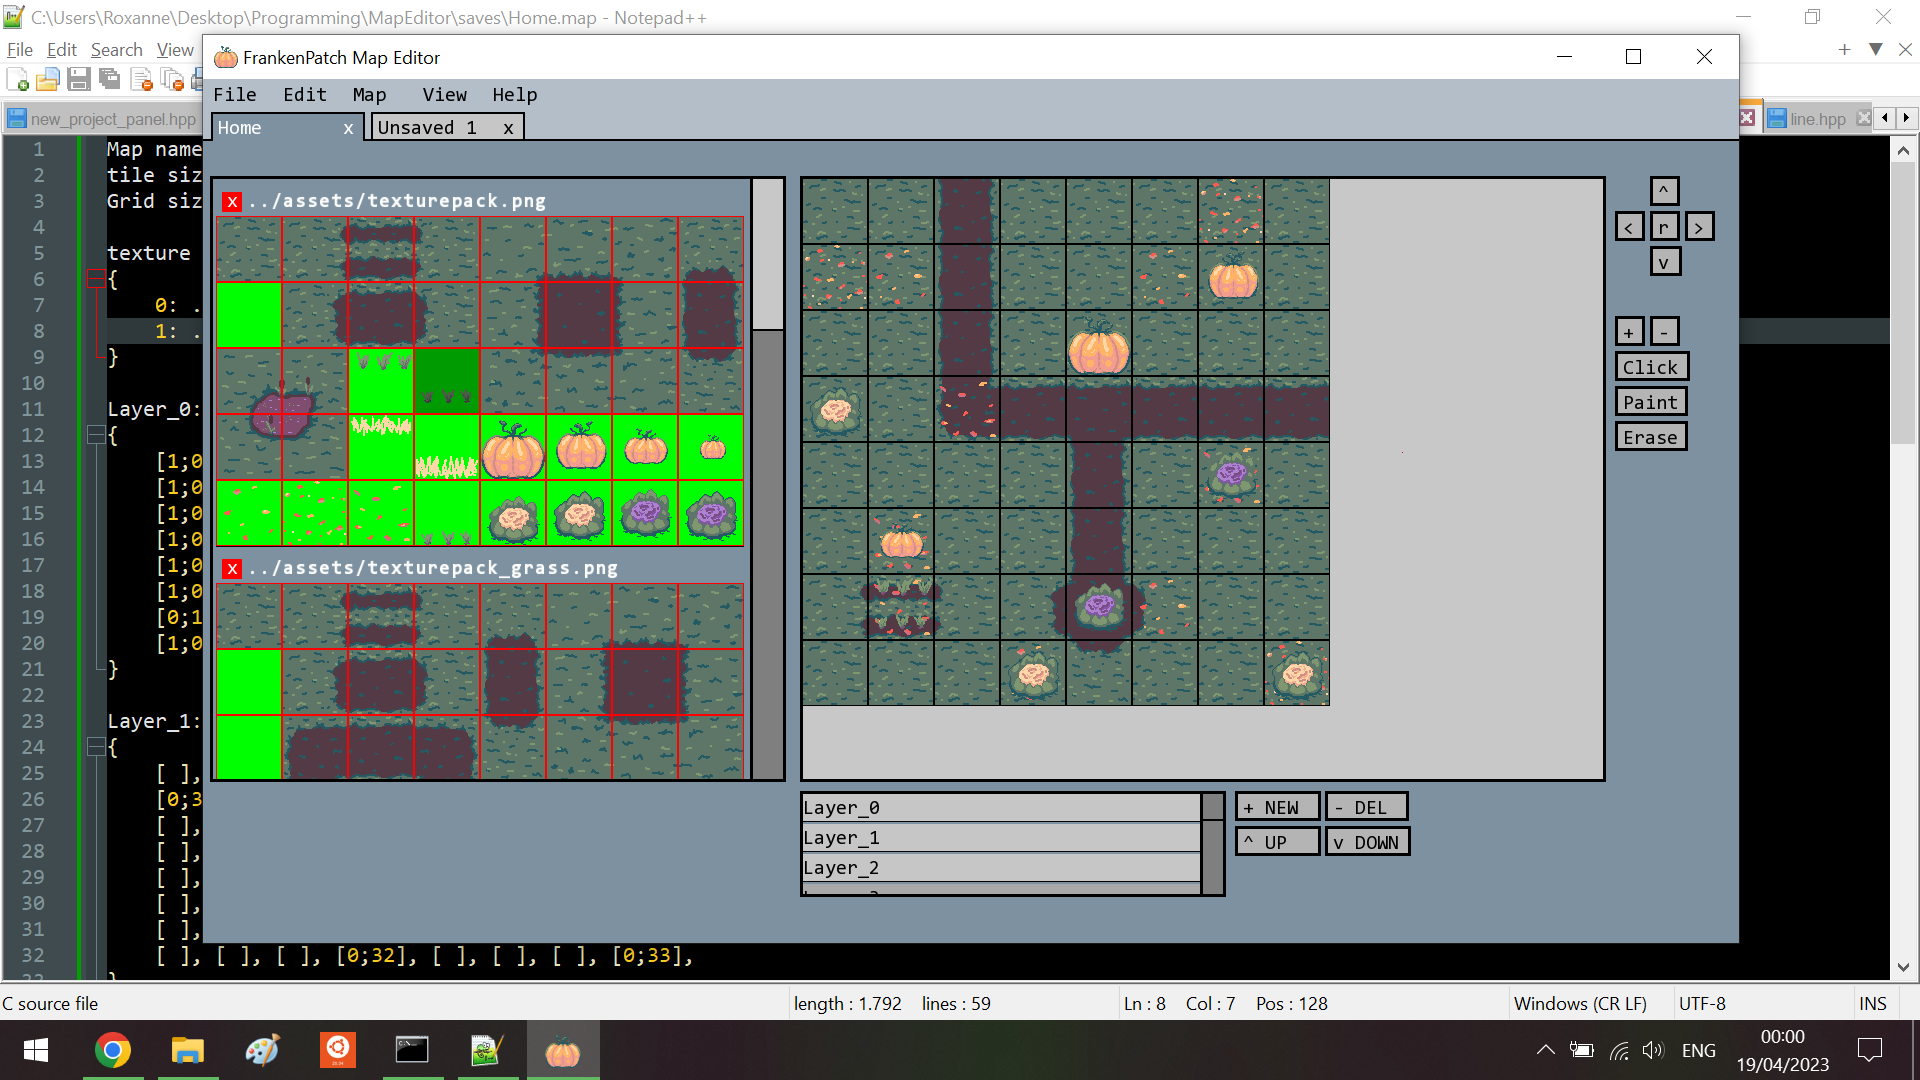 C:\Users\Roxanne\Desktop\Programming\MapEditor\saves\Home.map - Notepad++
File Edit Search View
FrankenPatch Map Editor
File Edit Map View Help
new_project_panel.hpp
Home x
Unsaved 1 x
line.hpp
1 Map name
2 tile siz
3 Grid siz
4
5 texture
6 {
7 0: .
8 1: .
9 }
10
11 Layer_0:
12 {
13 [1;0
14 [1;0
15 [1;0
16 [1;0
17 [1;0
18 [1;0
19 [0;1
20 [1;0
21 }
22
23 Layer_1:
24 {
25 [ ],
26 [0;3
27 [ ],
28 [ ],
29 [ ],
30 [ ],
31 [ ],
32 [ ], [ ], [ ], [0;32], [ ], [ ], [ ], [0;33],
x ../assets/texturepack.png
x ../assets/texturepack_grass.png
^
< r >
v
+ -
Click
Paint
Erase
Layer_0
Layer_1
Layer_2
+ NEW - DEL
^ UP v DOWN
C source file length : 1.792 lines : 59 Ln : 8 Col : 7 Pos : 128 Windows (CR LF) UTF-8 INS
ENG
00:00
19/04/2023